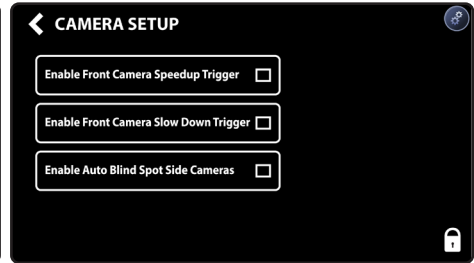 CAMERA SETUP
Enable Front Camera Speedup Trigger
Enable Front Camera Slow Down Trigger
Enable Auto Blind Spot Side Cameras